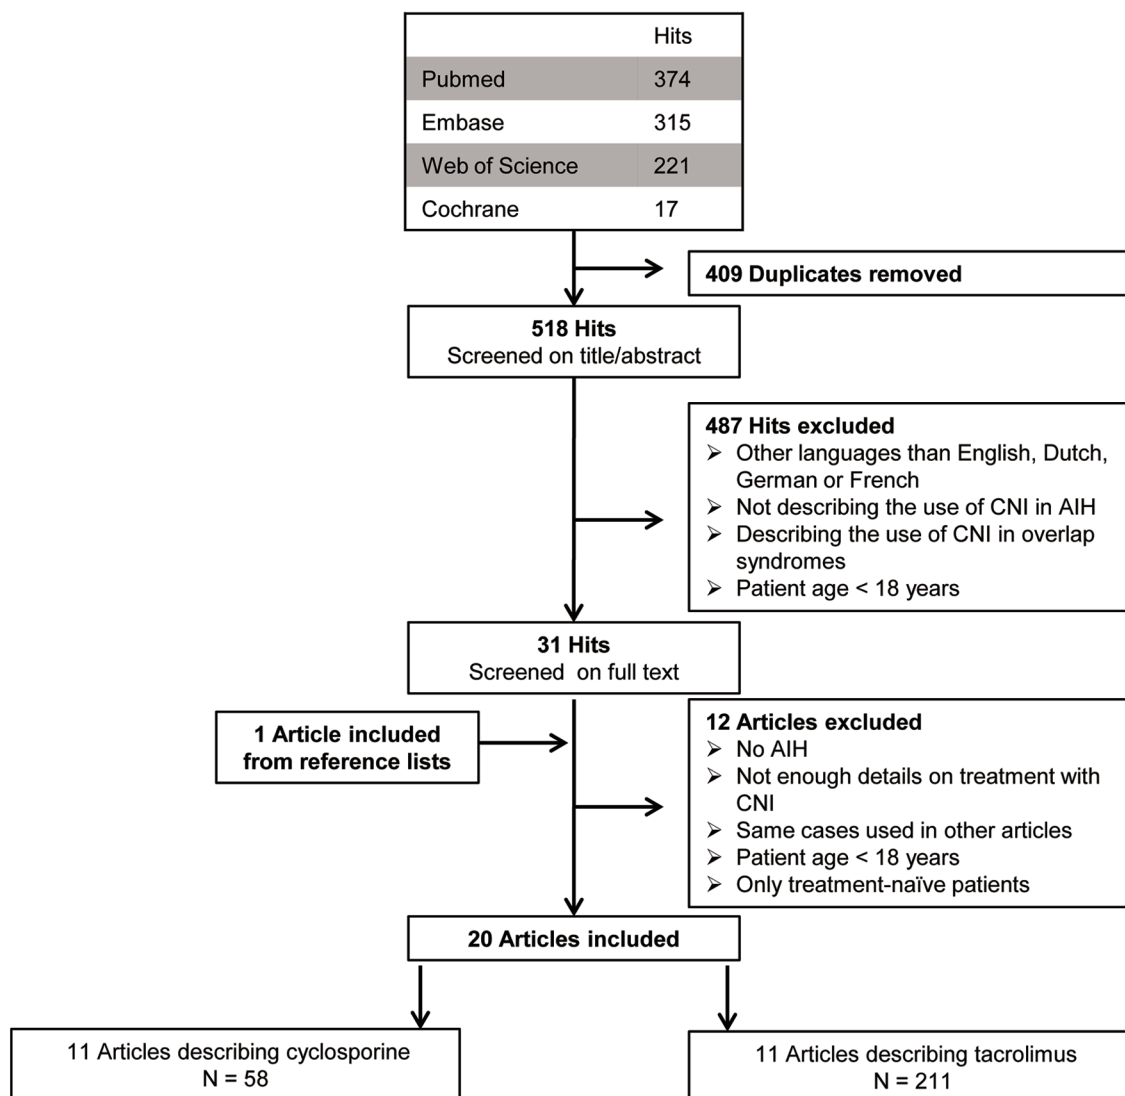 Hits
Pubmed 374
Embase 315
Web of Science 221
Cochrane 17
409 Duplicates removed
518 Hits
Screened on title/abstract
487 Hits excluded
➢ Other languages than English, Dutch,
German or French
➢ Not describing the use of CNI in AIH
➢ Describing the use of CNI in overlap
syndromes
➢ Patient age < 18 years
31 Hits
Screened on full text
1 Article included
from reference lists
12 Articles excluded
➢ No AIH
➢ Not enough details on treatment with
CNI
➢ Same cases used in other articles
➢ Patient age < 18 years
➢ Only treatment-naïve patients
20 Articles included
11 Articles describing cyclosporine
N = 58
11 Articles describing tacrolimus
N = 211